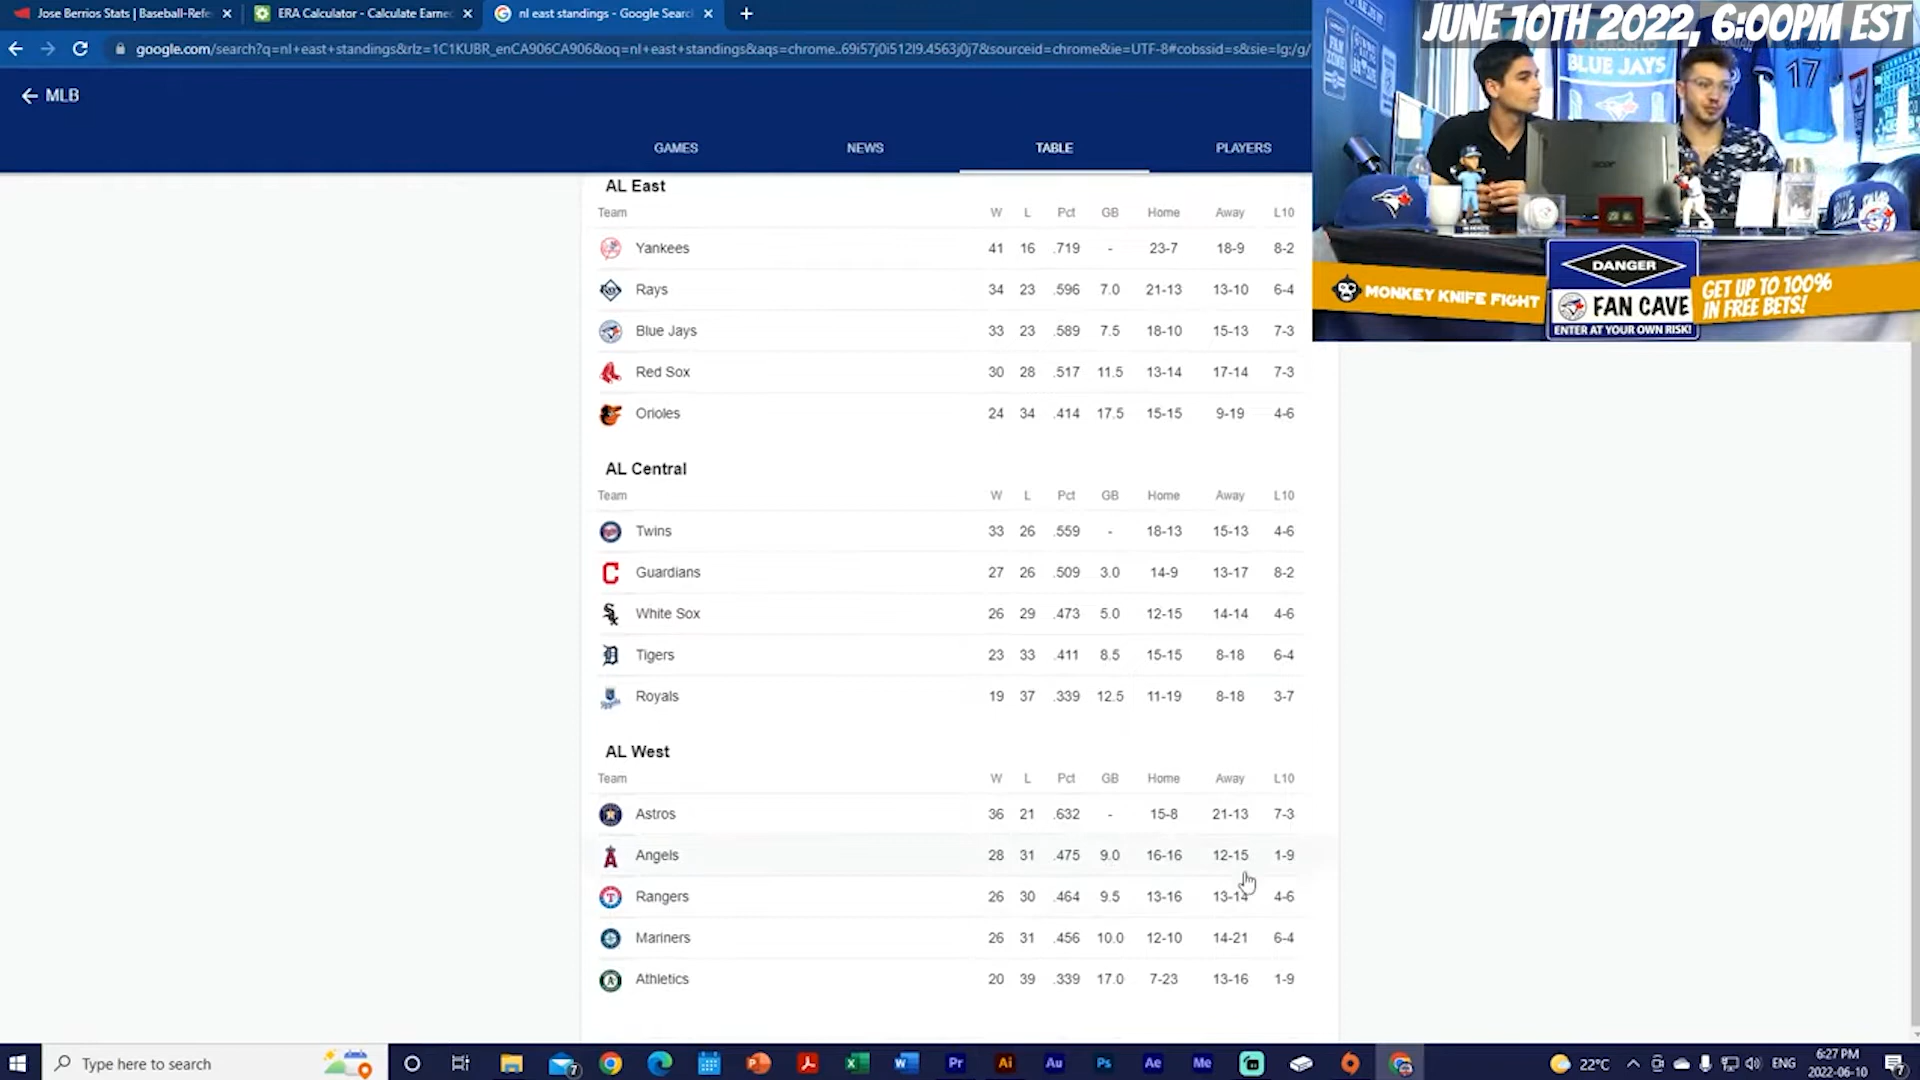 Jose Berrios Stats | Baseball-Refe
ERA Calculator - Calculate Earne
nl east standings - Google Searc
google.com/search?q=nl+east+standings&rlz=1C1KUBR_enCA906CA906&oq=nl+east+standings&aqs=chrome..69i57j0i512l9.4563j0j7&sourceid=chrome&ie=UTF-8#cobssid=s&sie=lg;/g/
JUNE 10TH 2022, 6:00PM EST
MLB
GAMES NEWS TABLE PLAYERS
BLUE JAYS
17
acer
MONKEY KNIFE FIGHT
DANGER
FAN CAVE
ENTER AT YOUR OWN RISK!
GET UP TO 100%
IN FREE BETS!
AL East
Team W L Pct GB Home Away L10
Yankees 41 16 .719 - 23-7 18-9 8-2
Rays 34 23 .596 7.0 21-13 13-10 6-4
Blue Jays 33 23 .589 7.5 18-10 15-13 7-3
Red Sox 30 28 .517 11.5 13-14 17-14 7-3
Orioles 24 34 .414 17.5 15-15 9-19 4-6
AL Central
Team W L Pct GB Home Away L10
Twins 33 26 .559 - 18-13 15-13 4-6
Guardians 27 26 .509 3.0 14-9 13-17 8-2
White Sox 26 29 .473 5.0 12-15 14-14 4-6
Tigers 23 33 .411 8.5 15-15 8-18 6-4
Royals 19 37 .339 12.5 11-19 8-18 3-7
AL West
Team W L Pct GB Home Away L10
Astros 36 21 .632 - 15-8 21-13 7-3
Angels 28 31 .475 9.0 16-16 12-15 1-9
Rangers 26 30 .464 9.5 13-16 13-14 4-6
Mariners 26 31 .456 10.0 12-10 14-21 6-4
Athletics 20 39 .339 17.0 7-23 13-16 1-9
Type here to search
7
Pr Ai Au Ps Ae Me
22°C
ENG
6:27 PM
2022-06-10
7